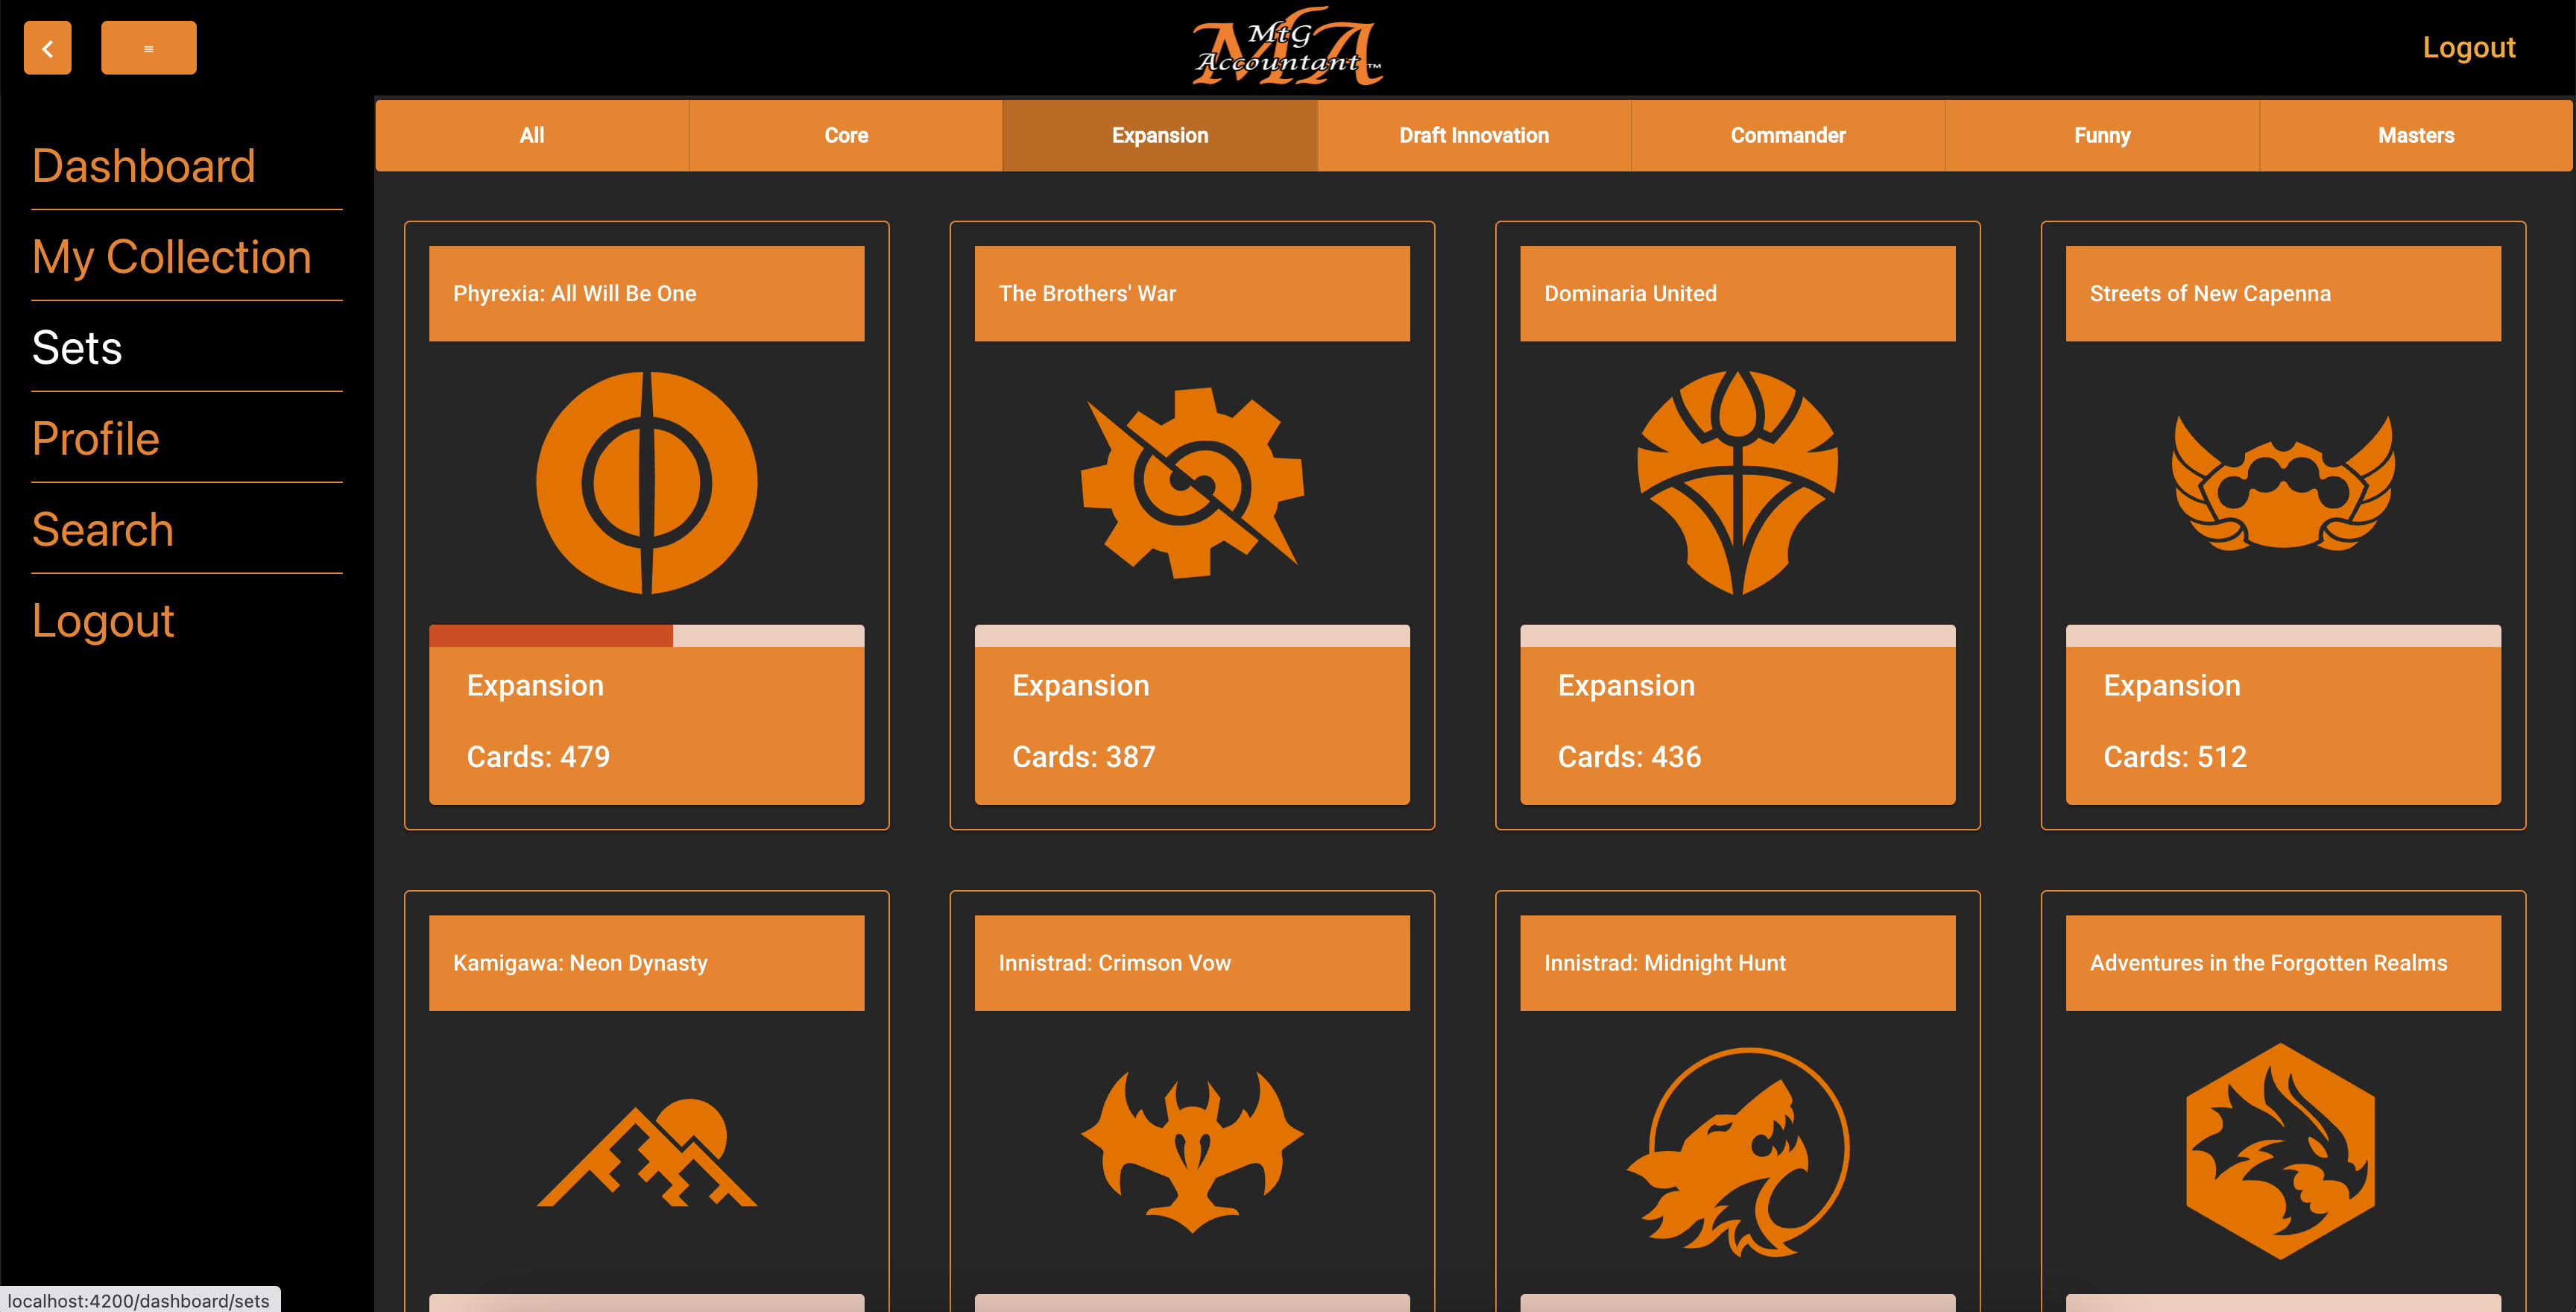 MtG
Accountant™
Logout
Dashboard
My Collection
Sets
Profile
Search
Logout
All
Core
Expansion
Draft Innovation
Commander
Funny
Masters
Phyrexia: All Will Be One
The Brothers' War
Dominaria United
Streets of New Capenna
Expansion
Cards: 479
Expansion
Cards: 387
Expansion
Cards: 436
Expansion
Cards: 512
Kamigawa: Neon Dynasty
Innistrad: Crimson Vow
Innistrad: Midnight Hunt
Adventures in the Forgotten Realms
localhost:4200/dashboard/sets